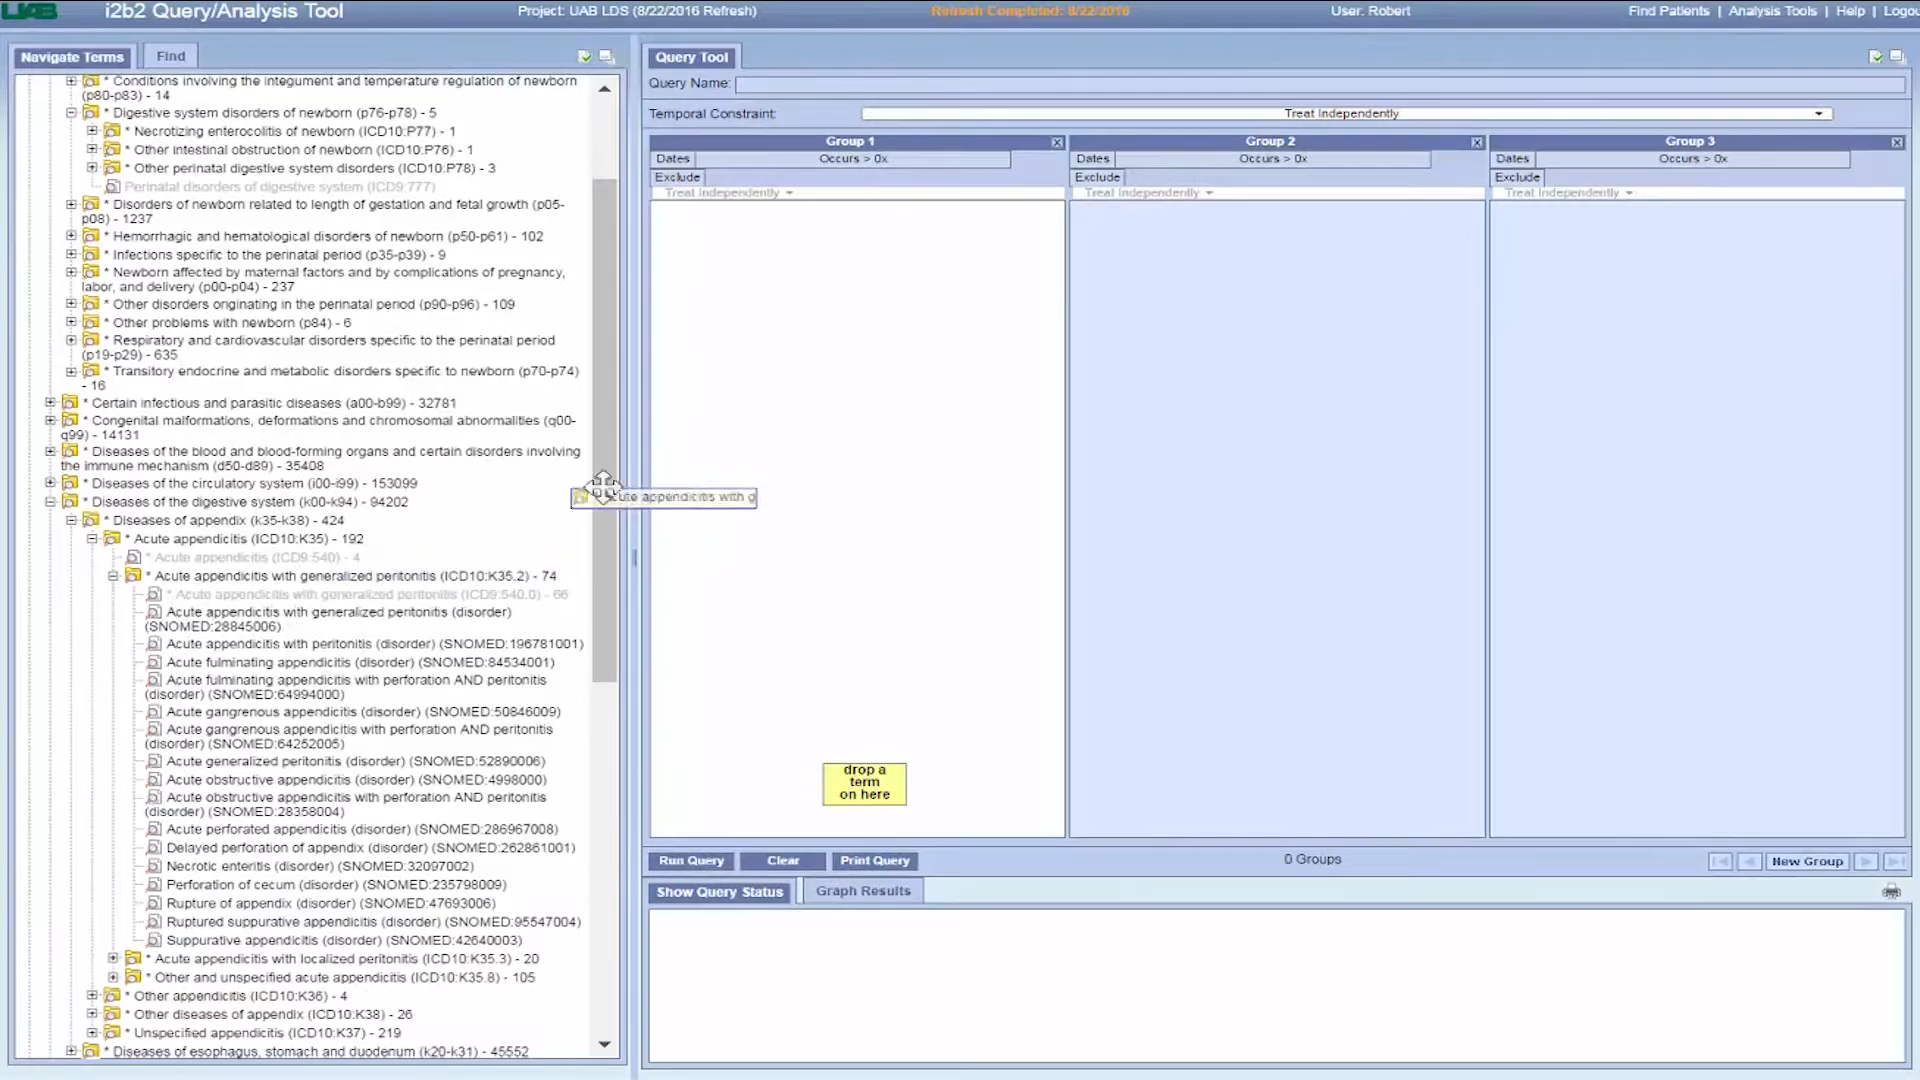 UAB
i2b2 Query/Analysis Tool
Project: UAB LDS (8/22/2016 Refresh)
Refresh Completed: 8/22/2016
User: Robert
Find Patients | Analysis Tools | Help | Logou
Navigate Terms
Find
* Conditions involving the integument and temperature regulation of newborn
(p80-p83) - 14
* Digestive system disorders of newborn (p76-p78) - 5
* Necrotizing enterocolitis of newborn (ICD10:P77) - 1
* Other intestinal obstruction of newborn (ICD10:P76) - 1
* Other perinatal digestive system disorders (ICD10:P78) - 3
Perinatal disorders of digestive system (ICD9:777)
* Disorders of newborn related to length of gestation and fetal growth (p05-
p08) - 1237
* Hemorrhagic and hematological disorders of newborn (p50-p61) - 102
* Infections specific to the perinatal period (p35-p39) - 9
* Newborn affected by maternal factors and by complications of pregnancy,
labor, and delivery (p00-p04) - 237
* Other disorders originating in the perinatal period (p90-p96) - 109
* Other problems with newborn (p84) - 6
* Respiratory and cardiovascular disorders specific to the perinatal period
(p19-p29) - 635
* Transitory endocrine and metabolic disorders specific to newborn (p70-p74)
- 16
* Certain infectious and parasitic diseases (a00-b99) - 32781
* Congenital malformations, deformations and chromosomal abnormalities (q00-
q99) - 14131
* Diseases of the blood and blood-forming organs and certain disorders involving
the immune mechanism (d50-d89) - 35408
* Diseases of the circulatory system (i00-i99) - 153099
* Diseases of the digestive system (k00-k94) - 94202
* Diseases of appendix (k35-k38) - 424
* Acute appendicitis (ICD10:K35) - 192
* Acute appendicitis (ICD9:540) - 4
* Acute appendicitis with generalized peritonitis (ICD10:K35.2) - 74
* Acute appendicitis with generalized peritonitis (ICD9:540.0) - 66
Acute appendicitis with generalized peritonitis (disorder)
(SNOMED:28845006)
Acute appendicitis with peritonitis (disorder) (SNOMED:196781001)
Acute fulminating appendicitis (disorder) (SNOMED:84534001)
Acute fulminating appendicitis with perforation AND peritonitis
(disorder) (SNOMED:64994000)
Acute gangrenous appendicitis (disorder) (SNOMED:50846009)
Acute gangrenous appendicitis with perforation AND peritonitis
(disorder) (SNOMED:64252005)
Acute generalized peritonitis (disorder) (SNOMED:52890006)
Acute obstructive appendicitis (disorder) (SNOMED:4998000)
Acute obstructive appendicitis with perforation AND peritonitis
(disorder) (SNOMED:28358004)
Acute perforated appendicitis (disorder) (SNOMED:286967008)
Delayed perforation of appendix (disorder) (SNOMED:262861001)
Necrotic enteritis (disorder) (SNOMED:32097002)
Perforation of cecum (disorder) (SNOMED:235798009)
Rupture of appendix (disorder) (SNOMED:47693006)
Ruptured suppurative appendicitis (disorder) (SNOMED:95547004)
Suppurative appendicitis (disorder) (SNOMED:42640003)
* Acute appendicitis with localized peritonitis (ICD10:K35.3) - 20
* Other and unspecified acute appendicitis (ICD10:K35.8) - 105
* Other appendicitis (ICD10:K36) - 4
* Other diseases of appendix (ICD10:K38) - 26
* Unspecified appendicitis (ICD10:K37) - 219
* Diseases of esophagus, stomach and duodenum (k20-k31) - 45552
cute appendicitis with g
Query Tool
Query Name:
Temporal Constraint:
Treat Independently
Group 1
Group 2
Group 3
Dates
Occurs > 0x
Dates
Occurs > 0x
Dates
Occurs > 0x
Exclude
Exclude
Exclude
Treat Independently
Treat Independently
Treat Independently
drop a
term
on here
Run Query
Clear
Print Query
0 Groups
New Group
Show Query Status
Graph Results